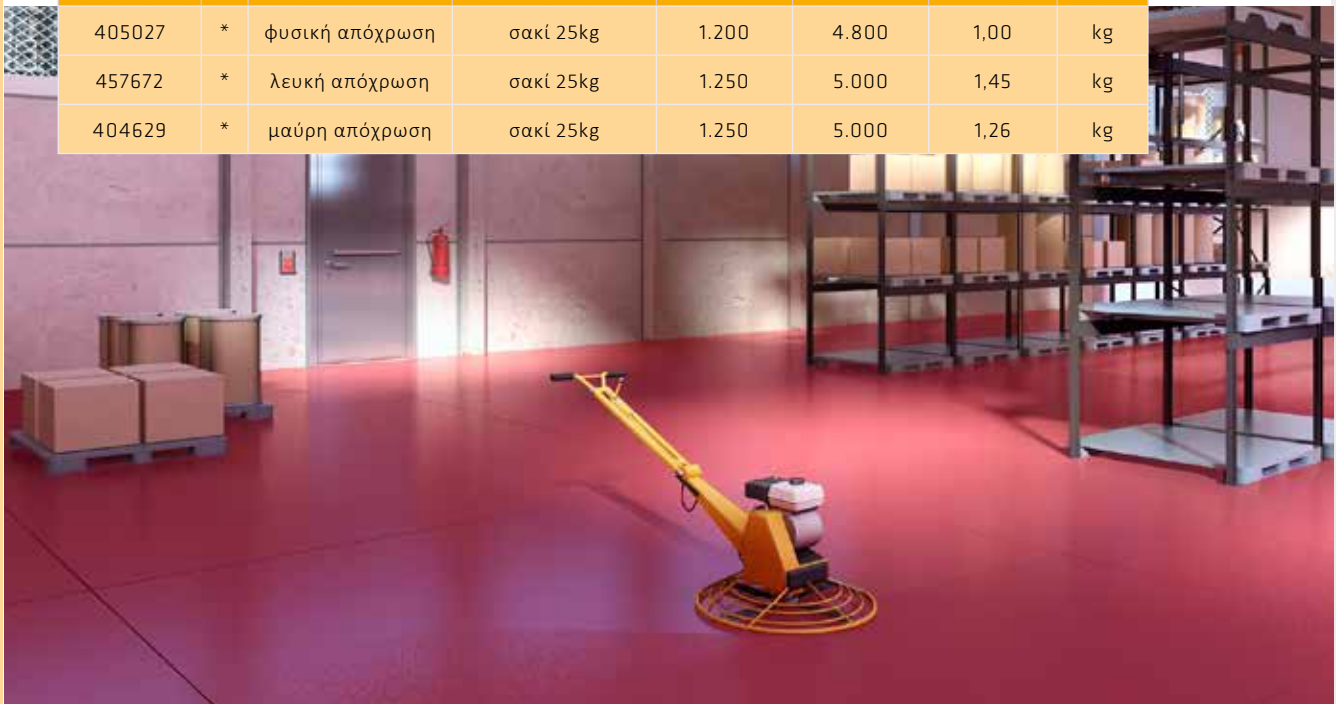 405027 * φυσική απόχρωση σακί 25kg 1.200 4.800 1,00 kg
457672 * λευκή απόχρωση σακί 25kg 1.250 5.000 1,45 kg
404629 * μαύρη απόχρωση σακί 25kg 1.250 5.000 1,26 kg